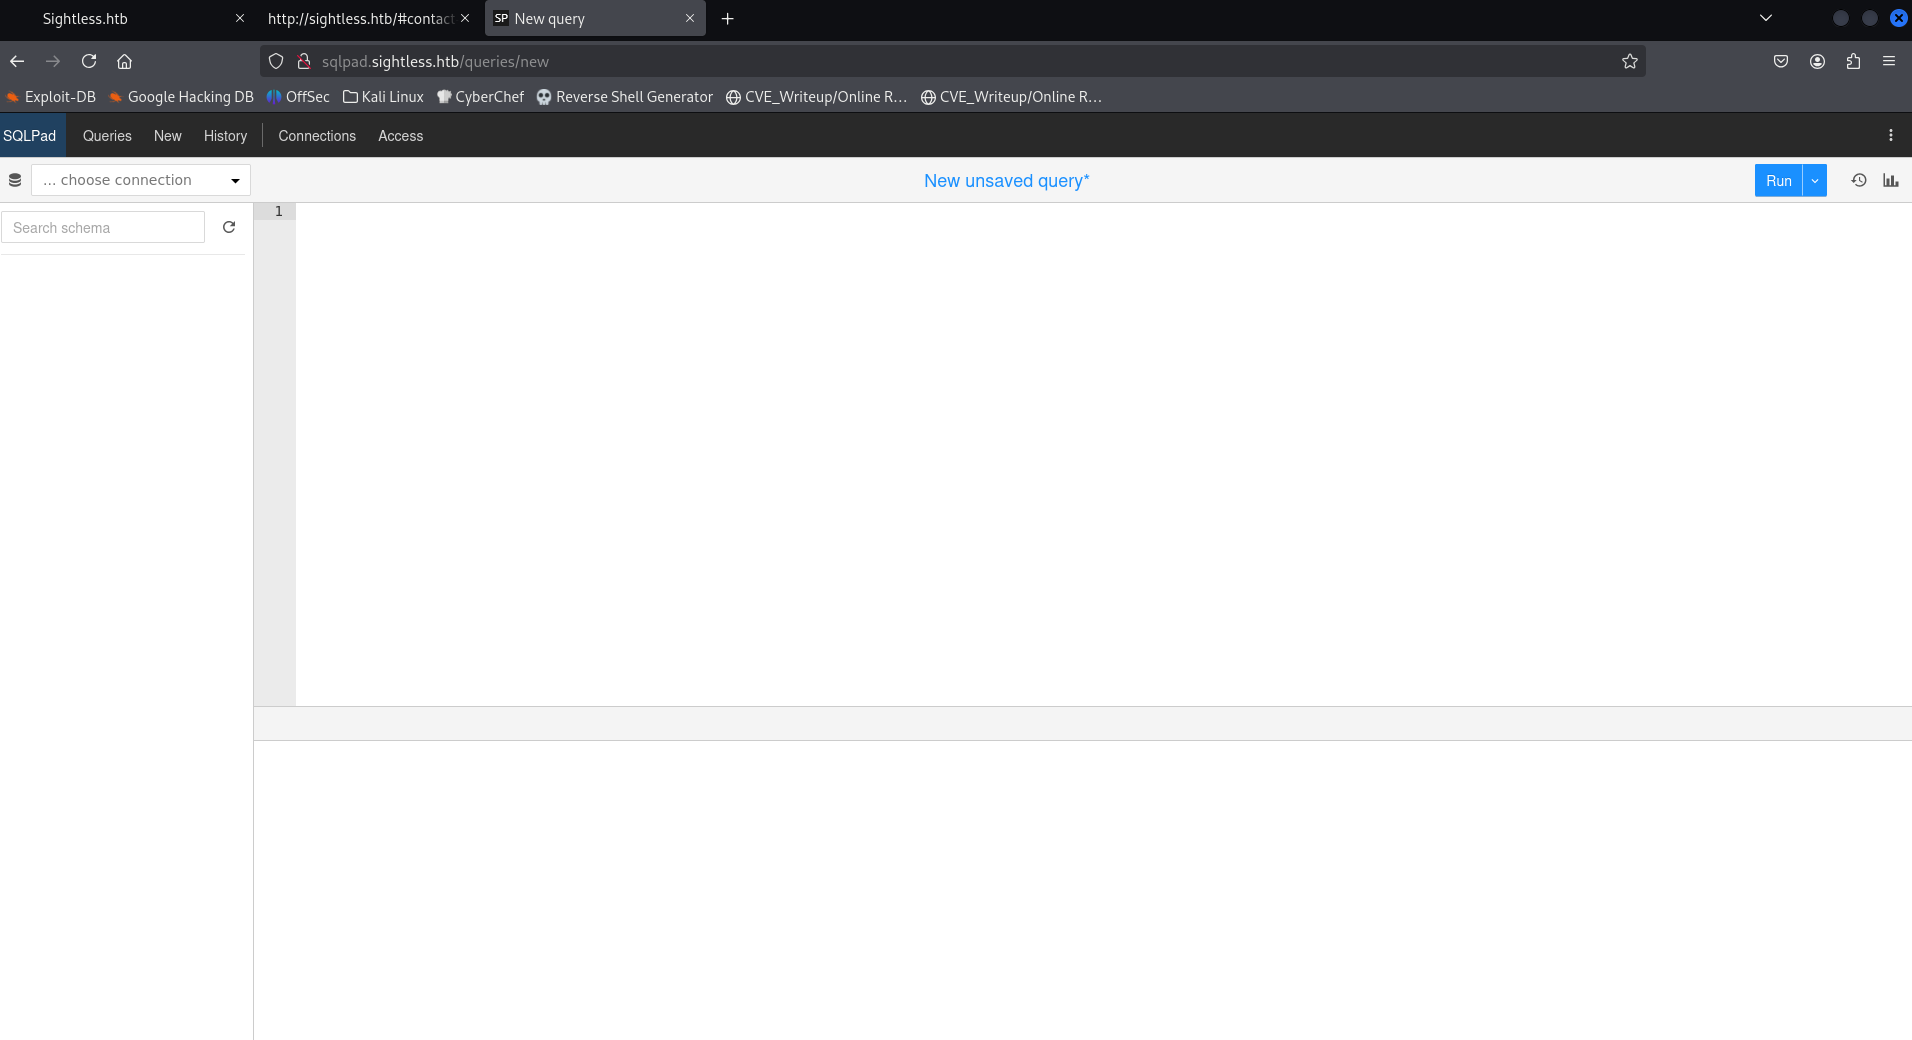 Sightless.htb
http://sightless.htb/#contact
SP New query
sqlpad.sightless.htb/queries/new
Exploit-DB Google Hacking DB OffSec Kali Linux CyberChef Reverse Shell Generator CVE_Writeup/Online R... CVE_Writeup/Online R...
SQLPad Queries New History Connections Access
... choose connection New unsaved query* Run
Search schema
1